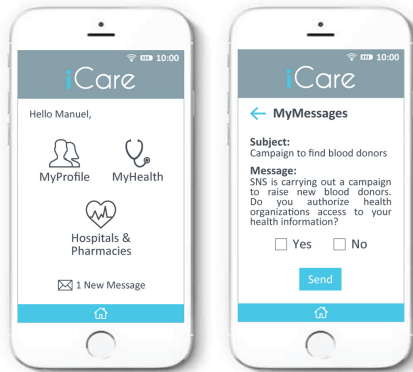 10:00
iCare
Hello Manuel,
MyProfile MyHealth
Hospitals &
Pharmacies
1 New Message
10:00
iCare
MyMessages
Subject:
Campaign to find blood donors
Message:
SNS is carrying out a campaign
to raise new blood donors.
Do you authorize health
organizations access to your
health information?
Yes No
Send